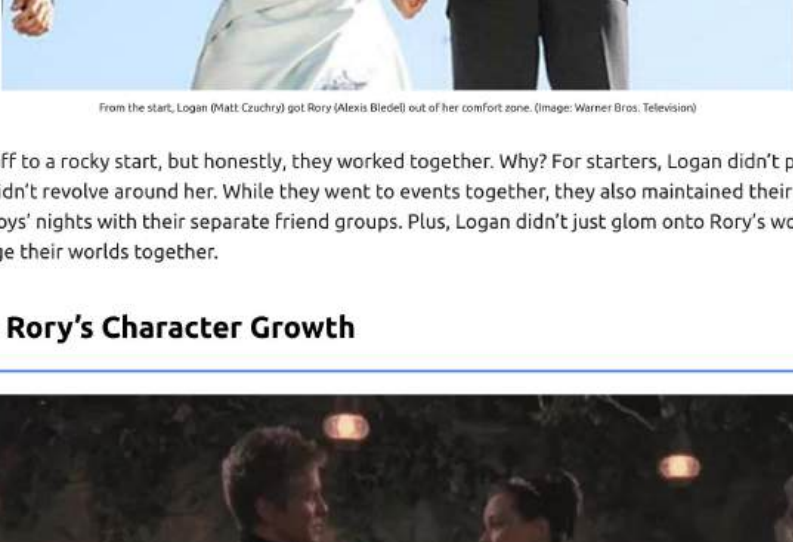 From the start, Logan (Matt Czuchry) got Rory (Alexis Bledel) out of her comfort zone. (Image: Warner Bros. Television)
ff to a rocky start, but honestly, they worked together. Why? For starters, Logan didn't p
idn't revolve around her. While they went to events together, they also maintained their
oys' nights with their separate friend groups. Plus, Logan didn't just glom onto Rory's wo
ge their worlds together.
Rory's Character Growth